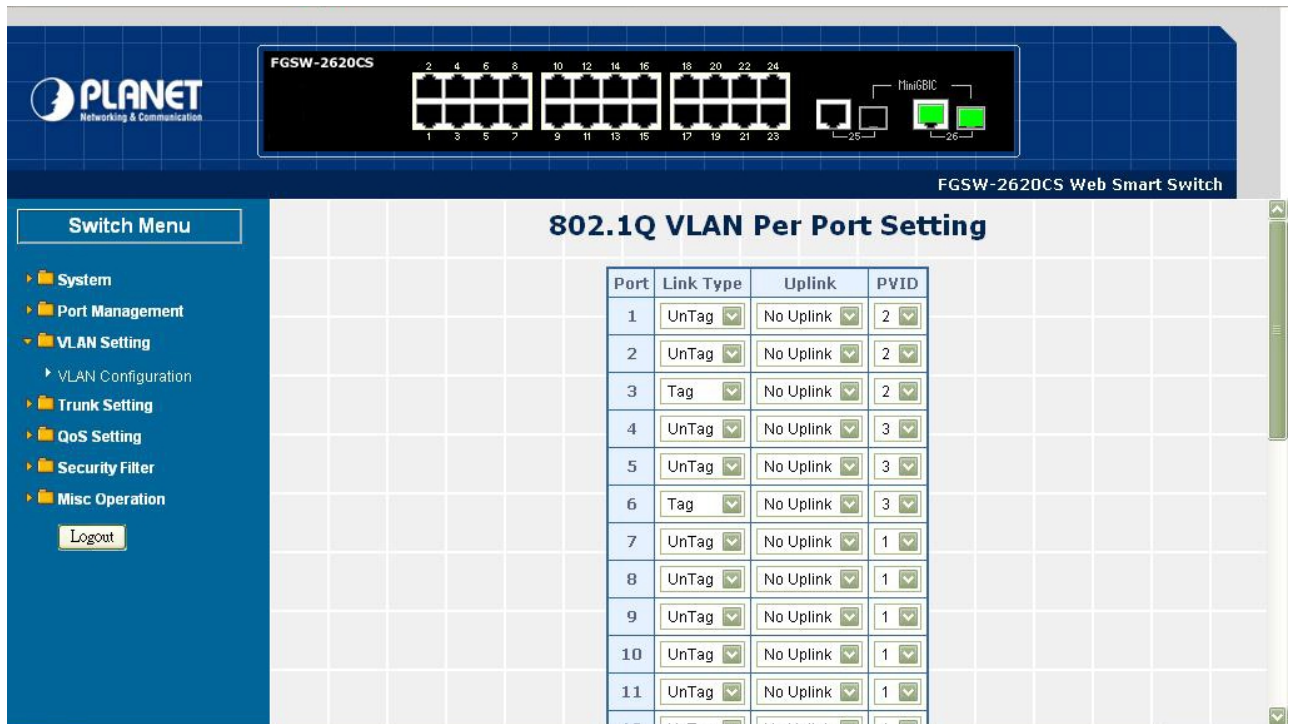 PLANET
Networking & Communication
FGSW-2620CS
2 4 6 8 10 12 14 16 18 20 22 24
MiniGBIC
1 3 5 7 9 11 13 15 17 19 21 23
25 26
FGSW-2620CS Web Smart Switch
Switch Menu
System
Port Management
VLAN Setting
VLAN Configuration
Trunk Setting
QoS Setting
Security Filter
Misc Operation
Logout
802.1Q VLAN Per Port Setting
Port Link Type Uplink PVID
1 UnTag No Uplink 2
2 UnTag No Uplink 2
3 Tag No Uplink 2
4 UnTag No Uplink 3
5 UnTag No Uplink 3
6 Tag No Uplink 3
7 UnTag No Uplink 1
8 UnTag No Uplink 1
9 UnTag No Uplink 1
10 UnTag No Uplink 1
11 UnTag No Uplink 1